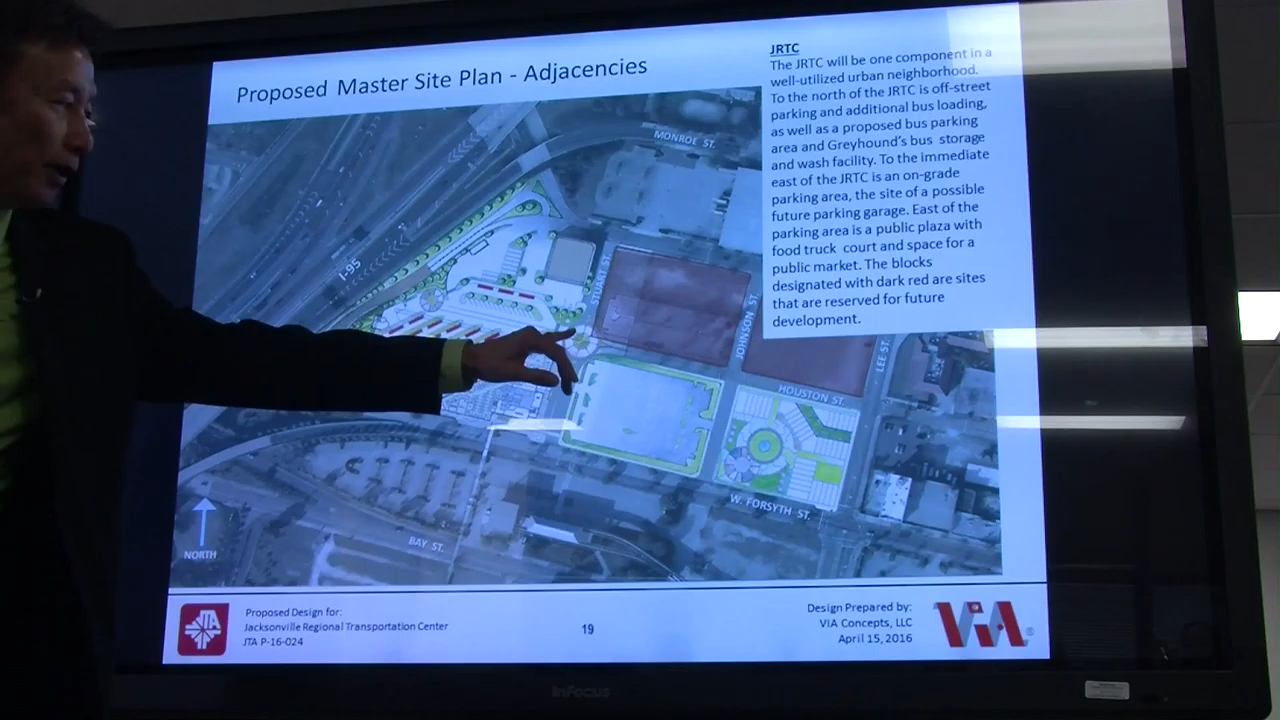 Proposed Master Site Plan - Adjacencies
JRTC
The JRTC will be one component in a
well-utilized urban neighborhood.
To the north of the JRTC is off-street
parking and additional bus loading,
as well as a proposed bus parking
area and Greyhound's bus storage
and wash facility. To the immediate
east of the JRTC is an on-grade
parking area, the site of a possible
future parking garage. East of the
parking area is a public plaza with
food truck court and space for a
public market. The blocks
designated with dark red are sites
that are reserved for future
development.
MONROE ST.
I-95
STUART ST.
JOHNSON ST.
LEE ST.
HOUSTON ST.
W. FORSYTH ST.
BAY ST.
NORTH
JTA
Proposed Design for:
Jacksonville Regional Transportation Center
JTA P-16-024
19
Design Prepared by:
VIA Concepts, LLC
April 15, 2016
VIA
InFocus